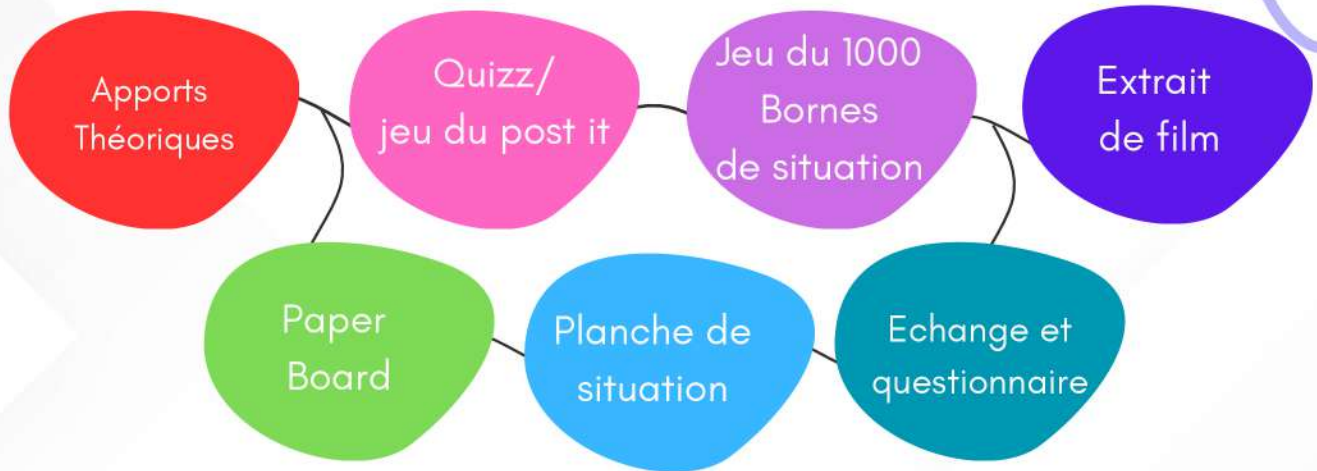 Apports
Théoriques
Quizz/
jeu du post it
Jeu du 1000
Bornes
de situation
Extrait
de film
Paper
Board
Planche de
situation
Echange et
questionnaire